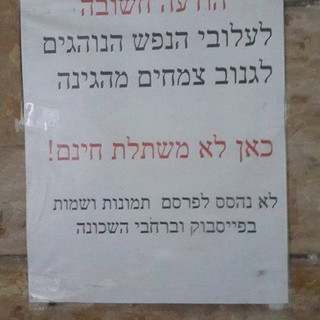 הודעה חשובה
לעלובי הנפש הנוהגים
לגנוב צמחים מהגינה
כאן לא משתלת חינם!
לא נהסס לפרסם תמונות ושמות
בפייסבוק וברחבי השכונה